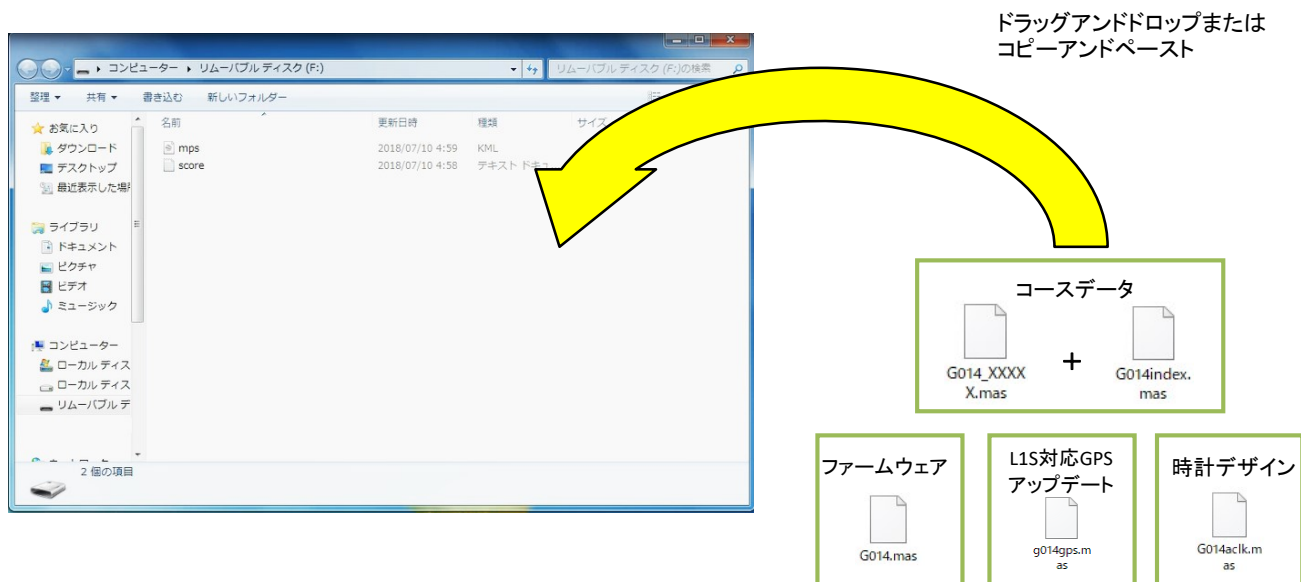 ドラッグアンドドロップまたは
コピーアンドペースト
コンピューター ▸ リムーバブル ディスク (F:)
リムーバブル ディスク (F:)の検索
整理 ▼ 共有 ▼ 書き込む 新しいフォルダー
名前 更新日時 種類 サイズ
mps 2018/07/10 4:59 KML
score 2018/07/10 4:58 テキスト ドキュ
お気に入り
ダウンロード
デスクトップ
最近表示した場所
ライブラリ
ドキュメント
ピクチャ
ビデオ
ミュージック
コンピューター
ローカル ディス
ローカル ディス
リムーバブル デ
2 個の項目
コースデータ
G014_XXXX
X.mas
+
G014index.
mas
ファームウェア
G014.mas
L1S対応GPS
アップデート
g014gps.m
as
時計デザイン
G014aclk.m
as